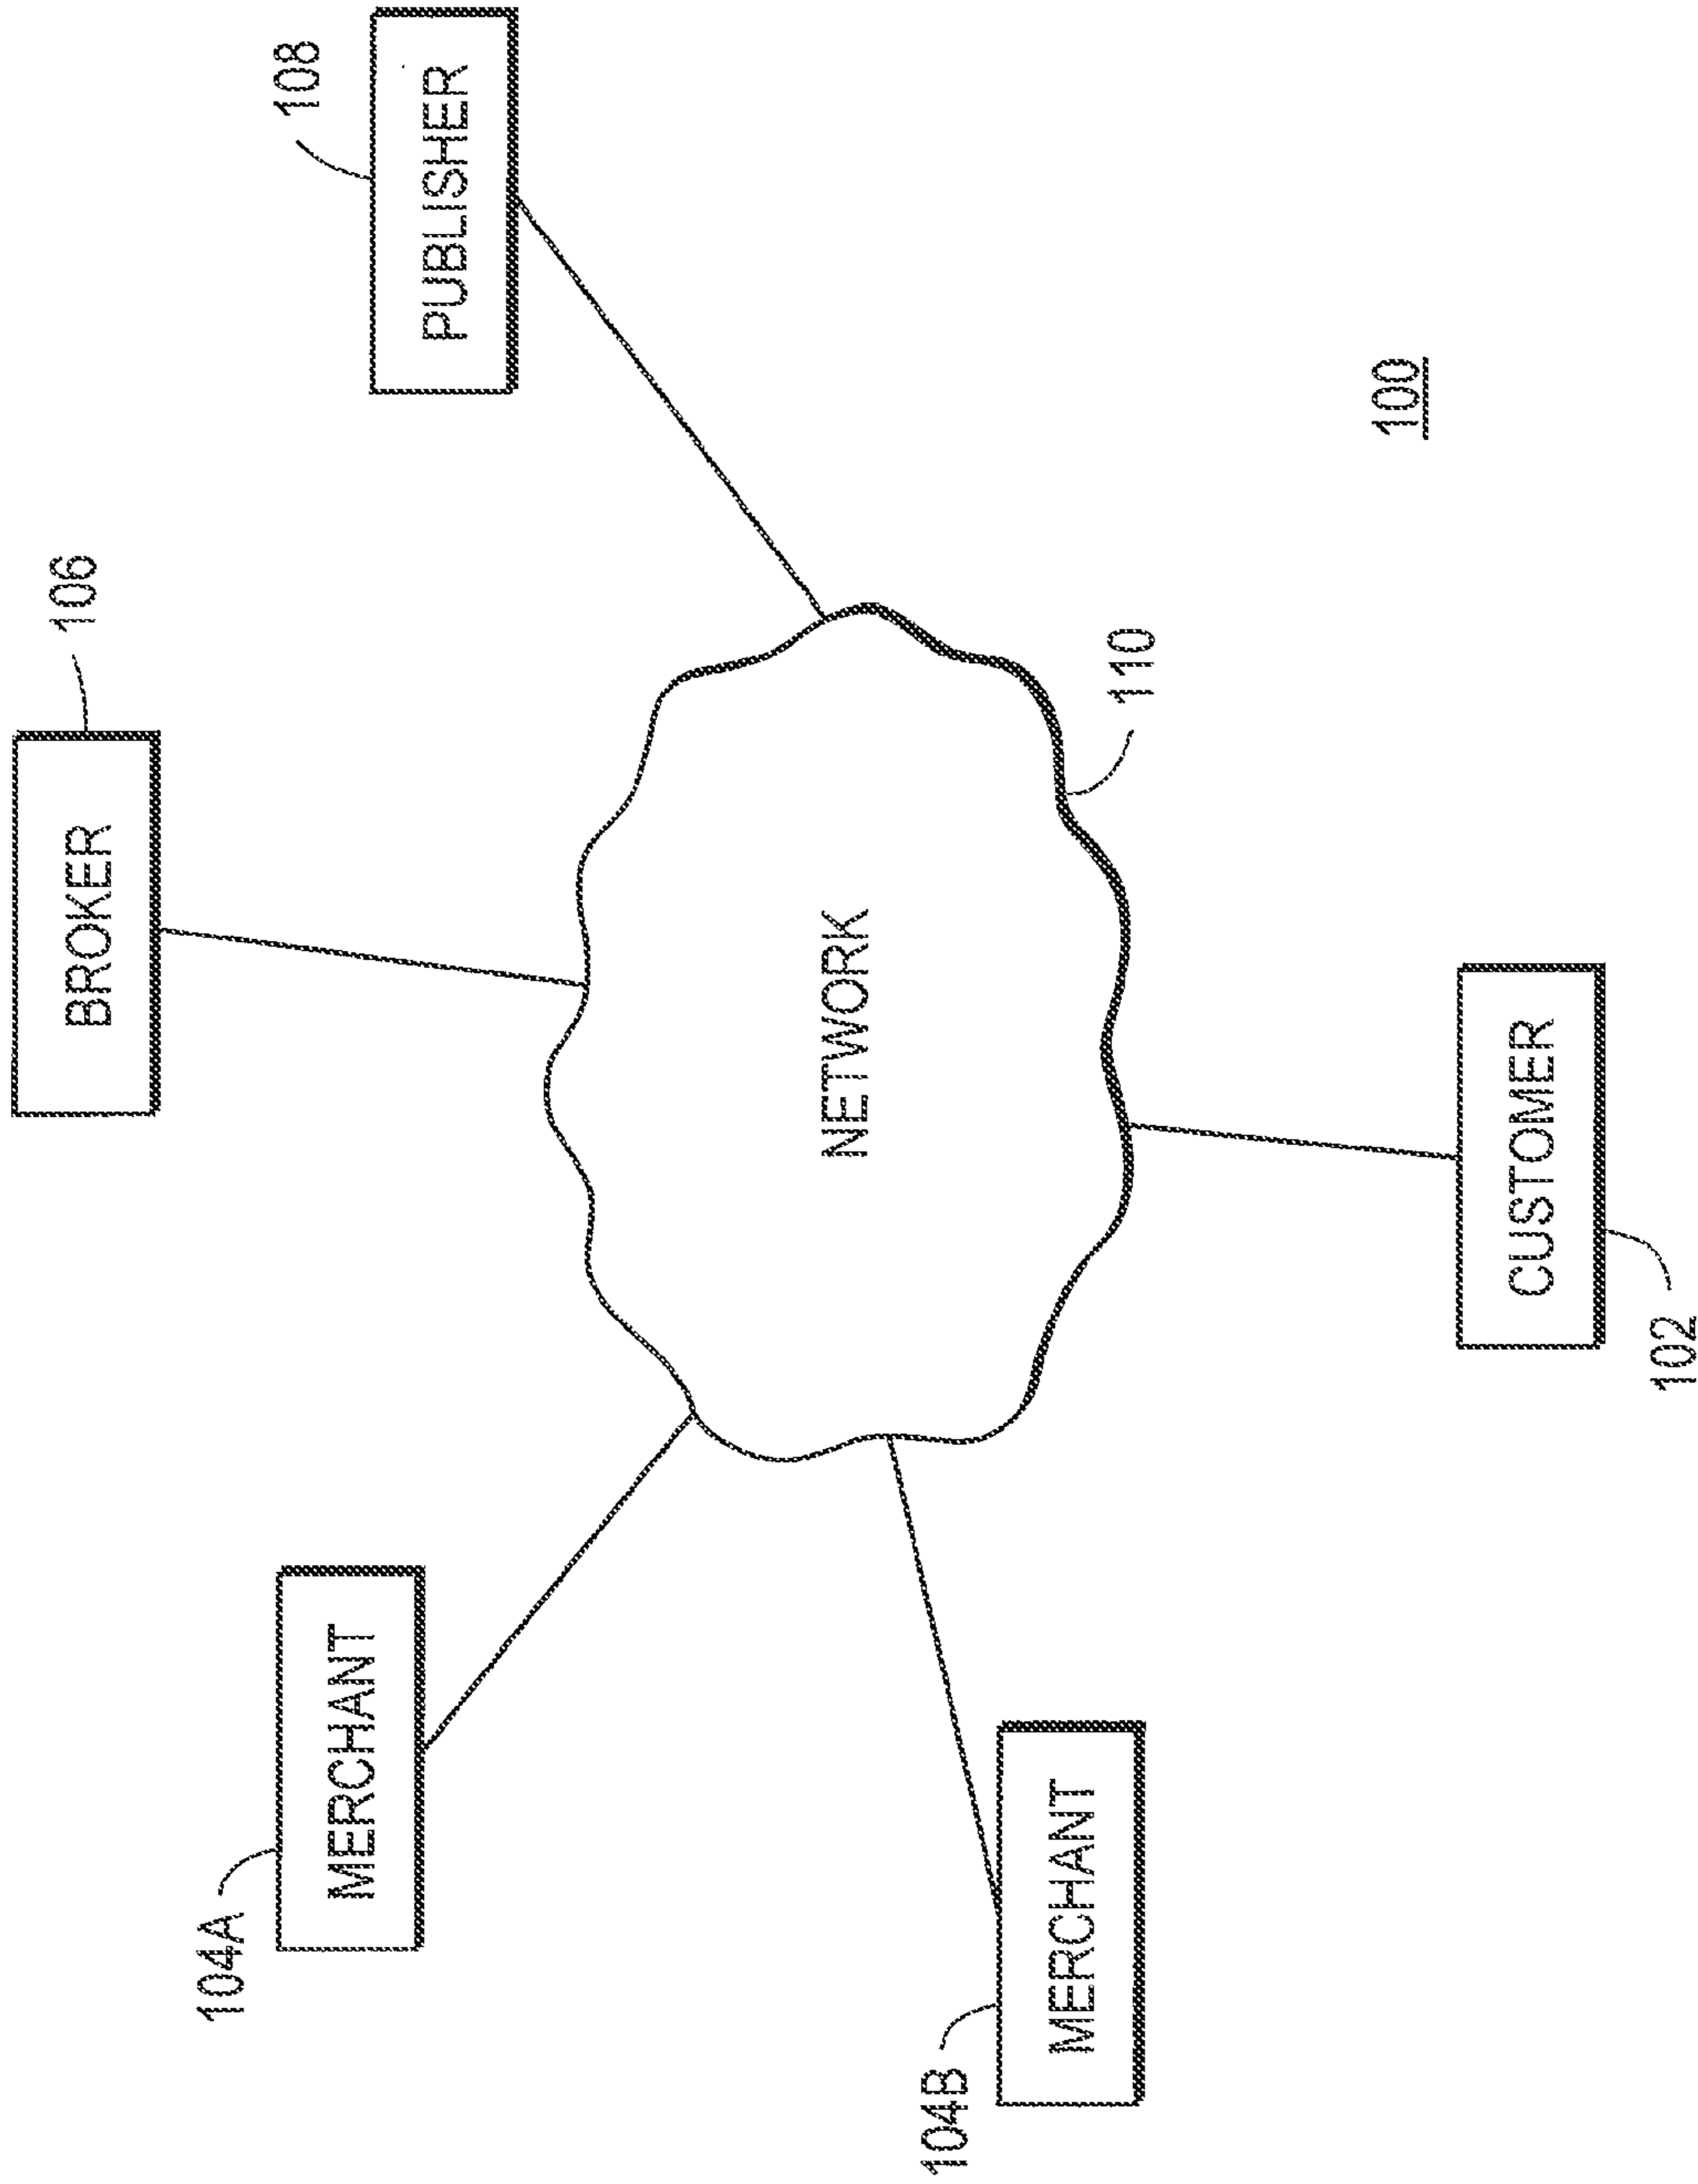 BROKER
106
MERCHANT
104A
PUBLISHER
108
NETWORK
110
MERCHANT
104B
CUSTOMER
102
100